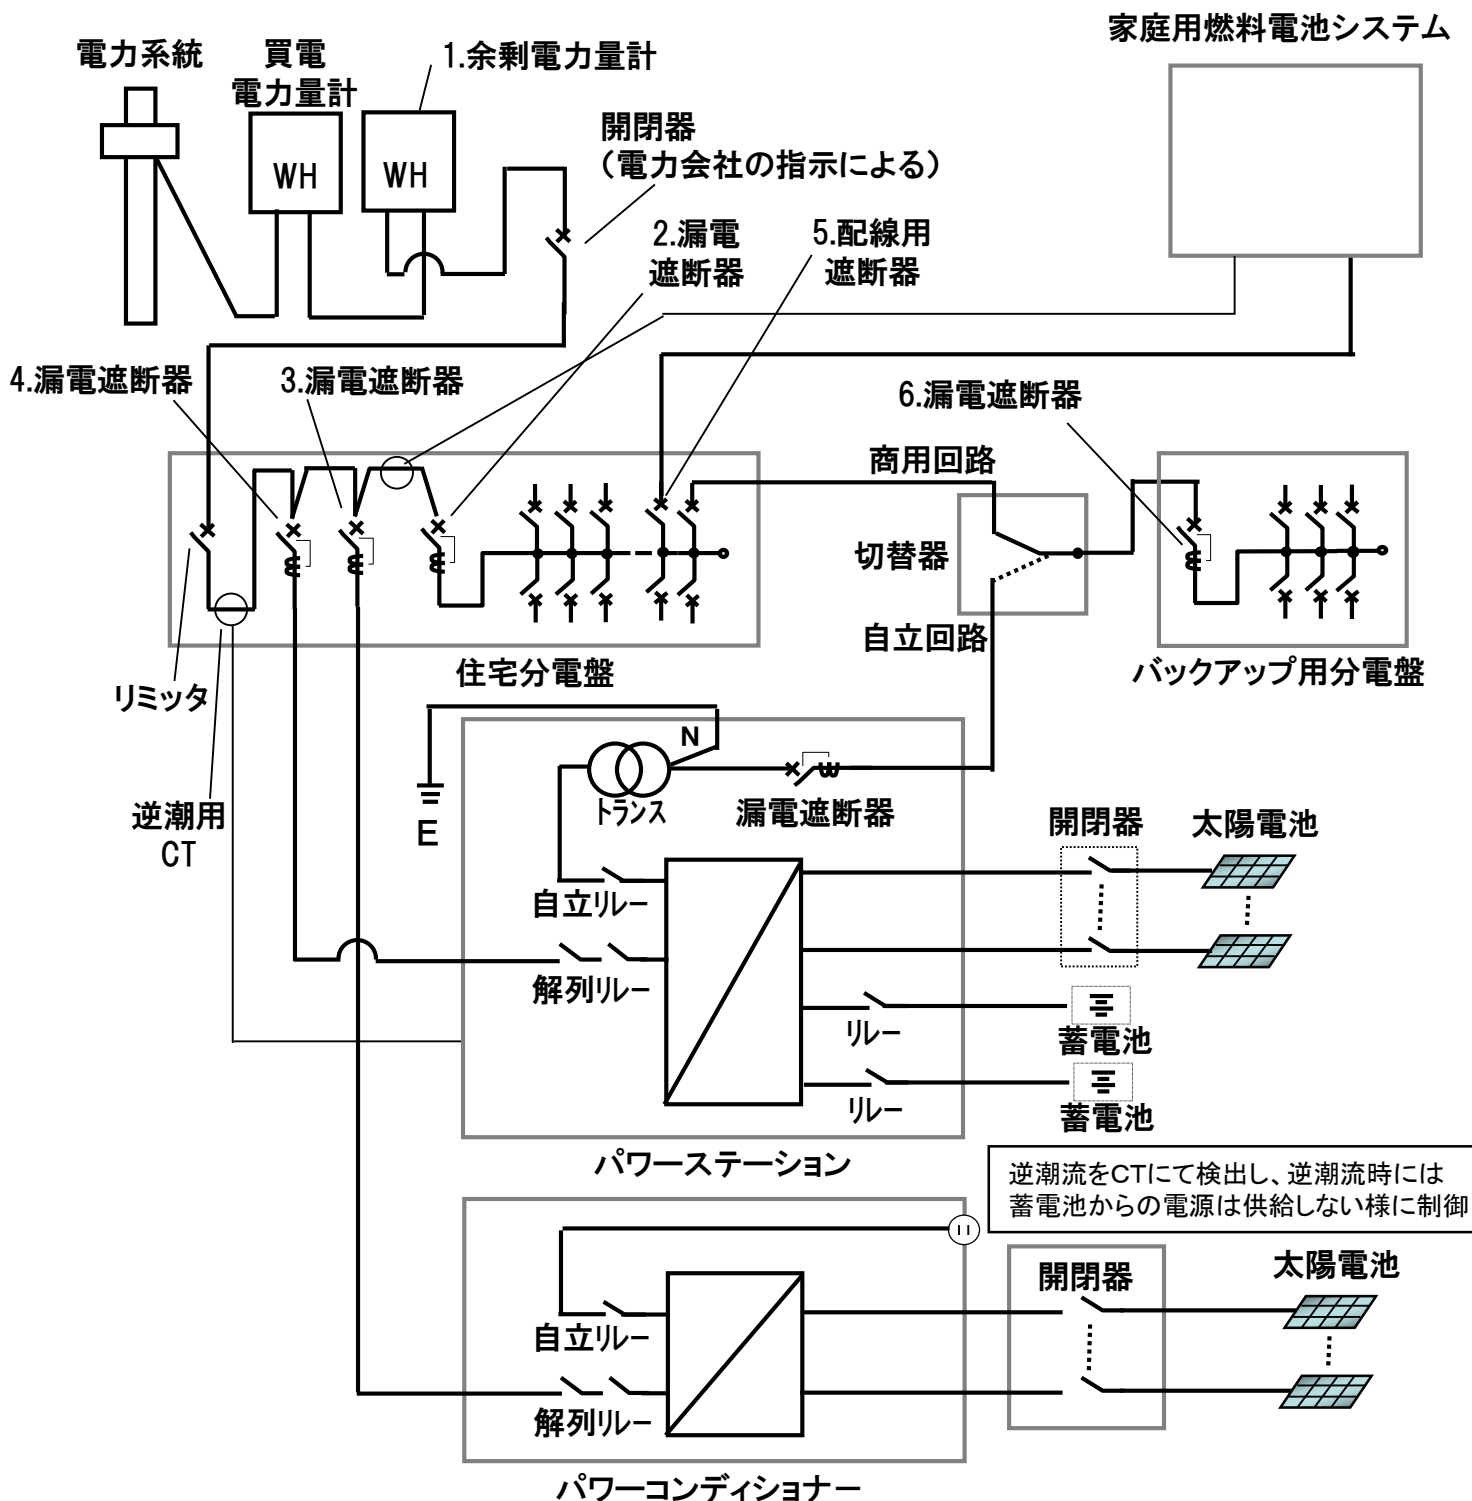 家庭用燃料電池システム
電力系統
買電
電力量計
1.余剰電力量計
WH
WH
開閉器
（電力会社の指示による）
2.漏電
遮断器
5.配線用
遮断器
4.漏電遮断器
3.漏電遮断器
6.漏電遮断器
商用回路
切替器
自立回路
住宅分電盤
バックアップ用分電盤
リミッタ
N
トランス
漏電遮断器
E
逆潮用
CT
開閉器
太陽電池
自立リレー
解列リレー
リレー
蓄電池
リレー
蓄電池
パワーステーション
逆潮流をCTにて検出し、逆潮流時には
蓄電池からの電源は供給しない様に制御
開閉器
太陽電池
自立リレー
解列リレー
パワーコンディショナー